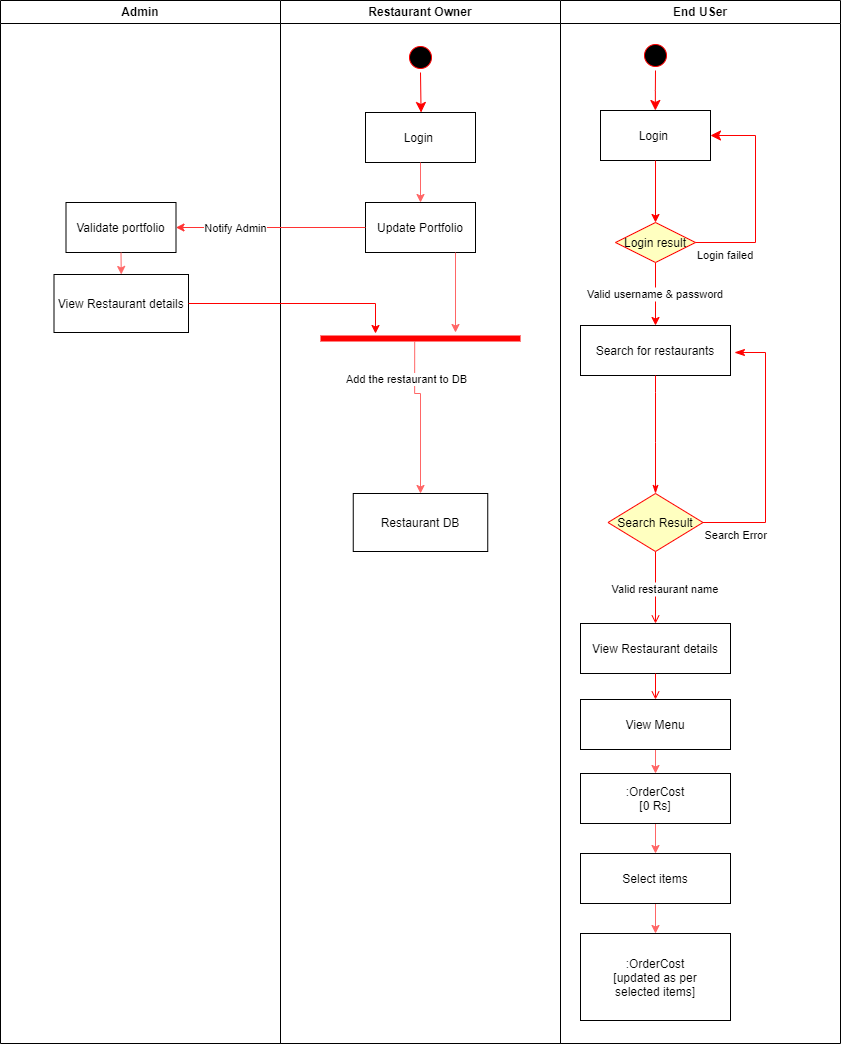 Admin
Restaurant Owner
End USer
Login
Login
Validate portfolio
Notify Admin
Update Portfolio
Login result
Login failed
View Restaurant details
Valid username & password
Search for restaurants
Add the restaurant to DB
Restaurant DB
Search Result
Search Error
Valid restaurant name
View Restaurant details
View Menu
:OrderCost
[0 Rs]
Select items
:OrderCost
[updated as per
selected items]